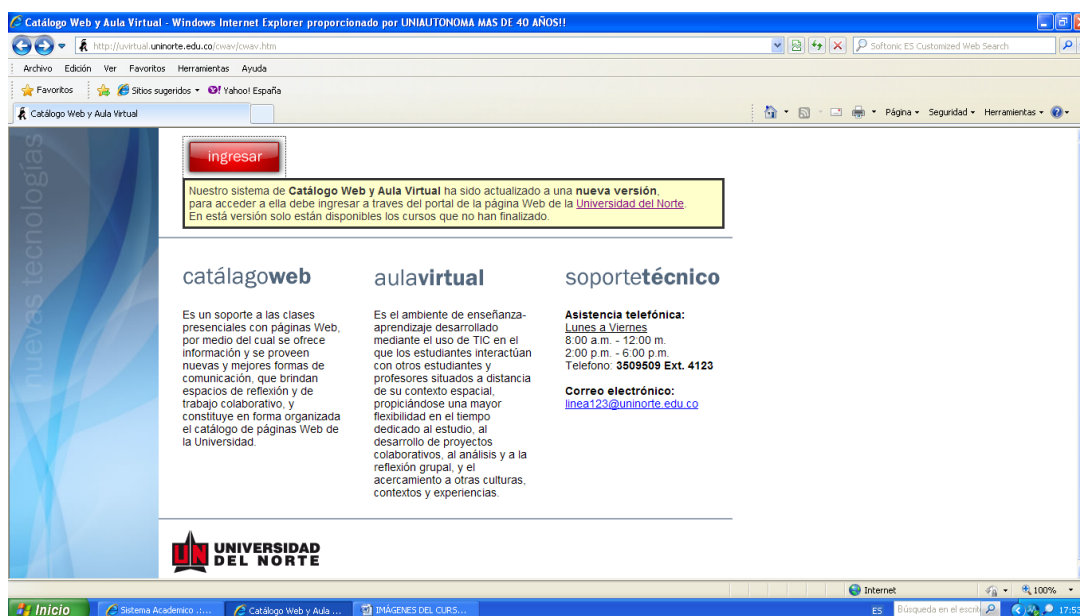 Catálogo Web y Aula Virtual - Windows Internet Explorer proporcionado por UNIAUTONOMA MAS DE 40 AÑOS!!
http://uvirtual.uninorte.edu.co/cwav/cwav.htm
Softonic ES Customized Web Search
Archivo Edición Ver Favoritos Herramientas Ayuda
Favoritos Sitios sugeridos Yahoo! España
Catálogo Web y Aula Virtual
Página Seguridad Herramientas
nuevas tecnologías
ingresar
Nuestro sistema de Catálogo Web y Aula Virtual ha sido actualizado a una nueva versión,
para acceder a ella debe ingresar a traves del portal de la página Web de la Universidad del Norte.
En está versión solo están disponibles los cursos que no han finalizado.
catálagoweb
Es un soporte a las clases
presenciales con páginas Web,
por medio del cual se ofrece
información y se proveen
nuevas y mejores formas de
comunicación, que brindan
espacios de reflexión y de
trabajo colaborativo, y
constituye en forma organizada
el catálogo de páginas Web de
la Universidad.
aulavirtual
Es el ambiente de enseñanza-
aprendizaje desarrollado
mediante el uso de TIC en el
que los estudiantes interactúan
con otros estudiantes y
profesores situados a distancia
de su contexto espacial,
propiciándose una mayor
flexibilidad en el tiempo
dedicado al estudio, al
desarrollo de proyectos
colaborativos, al análisis y a la
reflexión grupal, y el
acercamiento a otras culturas,
contextos y experiencias.
soportetécnico
Asistencia telefónica:
Lunes a Viernes
8:00 a.m. - 12:00 m.
2:00 p.m. - 6:00 p.m.
Telefono: 3509509 Ext. 4123
Correo electrónico:
linea123@uninorte.edu.co
UNIVERSIDAD
DEL NORTE
Internet 100%
Inicio Sistema Academico .:... Catálogo Web y Aula ... IMÁGENES DEL CURS... ES Búsqueda en el escrit 17:53